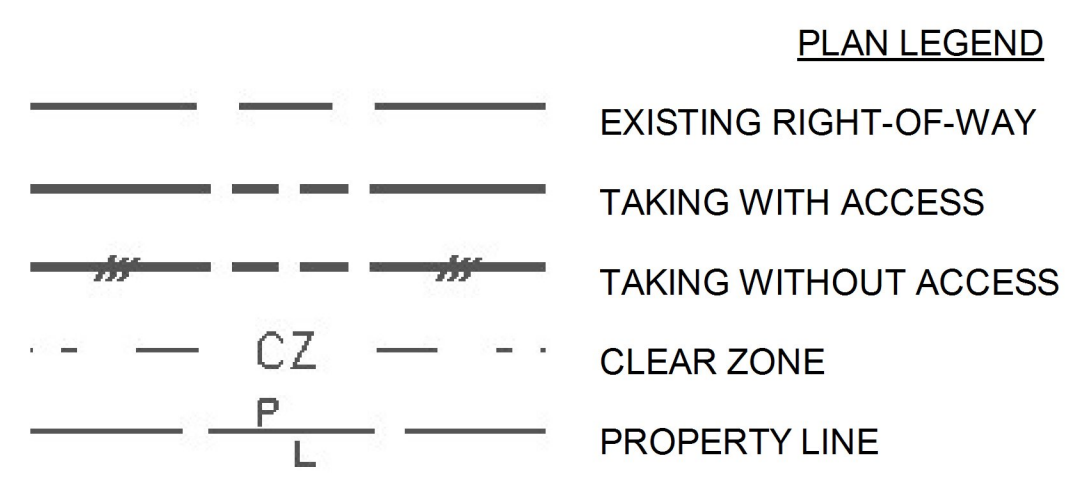 PLAN LEGEND
EXISTING RIGHT-OF-WAY
TAKING WITH ACCESS
TAKING WITHOUT ACCESS
CZ
CLEAR ZONE
P
L
PROPERTY LINE